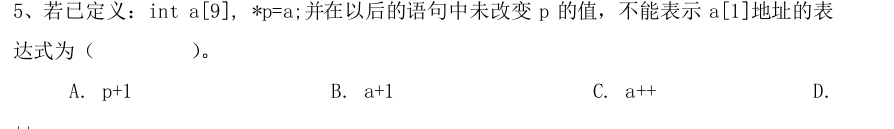 5、若已定义：int a[9], *p=a;并在以后的语句中未改变 p 的值，不能表示 a[1]地址的表
达式为（          ）。
A. p+1    B. a+1    C. a++    D.